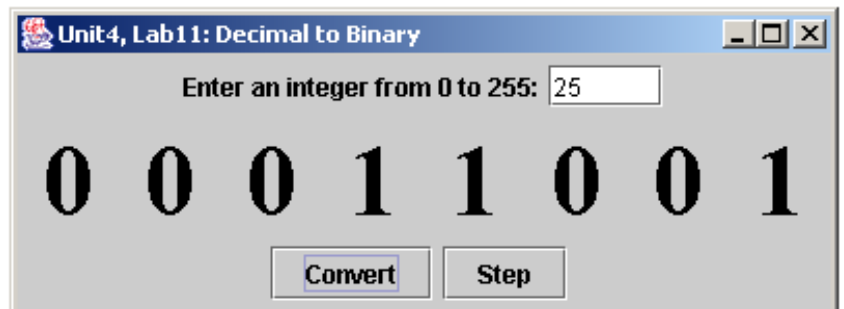 Unit4, Lab11: Decimal to Binary
Enter an integer from 0 to 255: 25
0 0 0 1 1 0 0 1
Convert Step